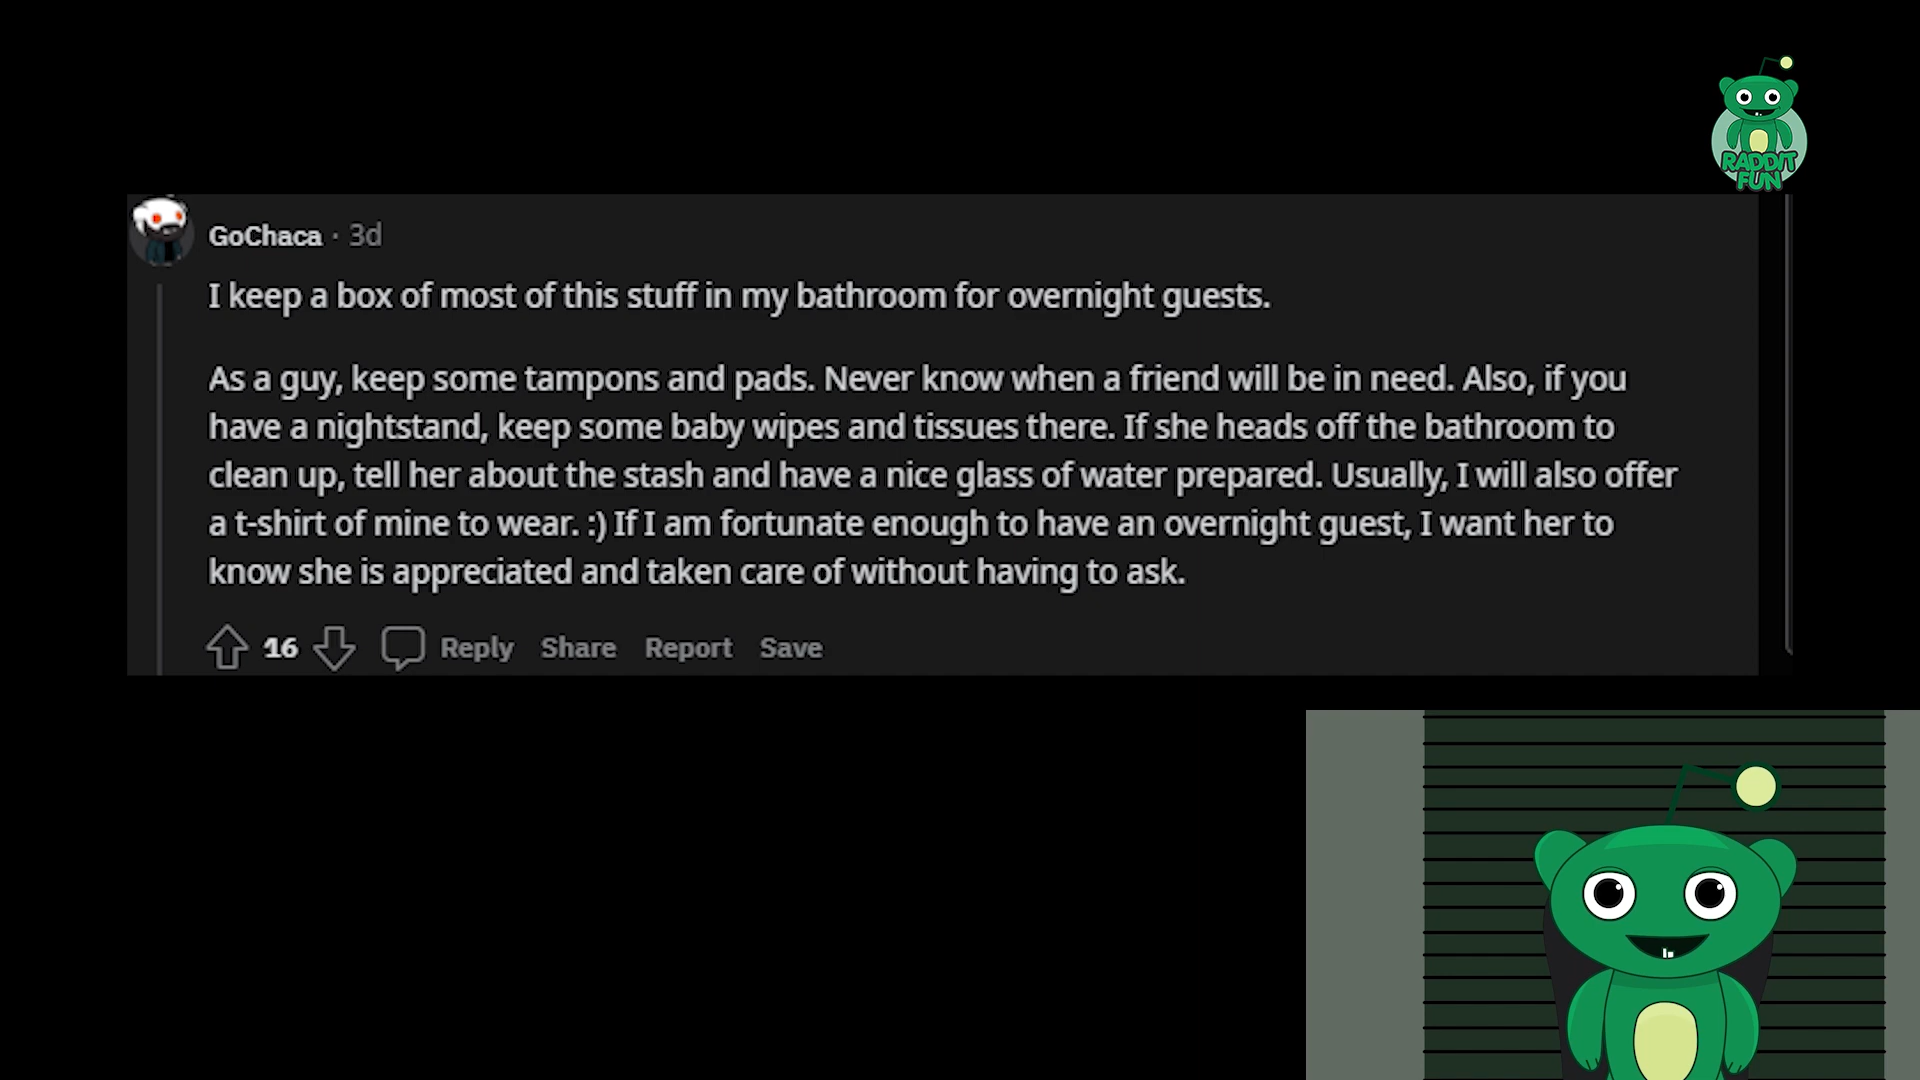 RADDIT
FUN
GoChaca · 3d
I keep a box of most of this stuff in my bathroom for overnight guests.
As a guy, keep some tampons and pads. Never know when a friend will be in need. Also, if you
have a nightstand, keep some baby wipes and tissues there. If she heads off the bathroom to
clean up, tell her about the stash and have a nice glass of water prepared. Usually, I will also offer
a t-shirt of mine to wear. :) If I am fortunate enough to have an overnight guest, I want her to
know she is appreciated and taken care of without having to ask.
16 Reply Share Report Save